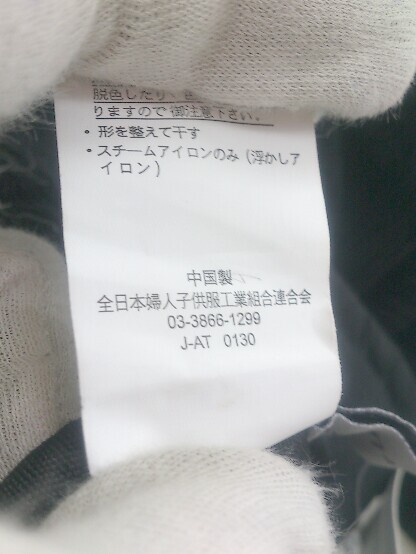 脱色したり、色
りますので御注意下さい。
・形を整えて干す
・スチームアイロンのみ（浮かしア
イロン）
中国製
全日本婦人子供服工業組合連合会
03-3866-1299
J-AT 0130